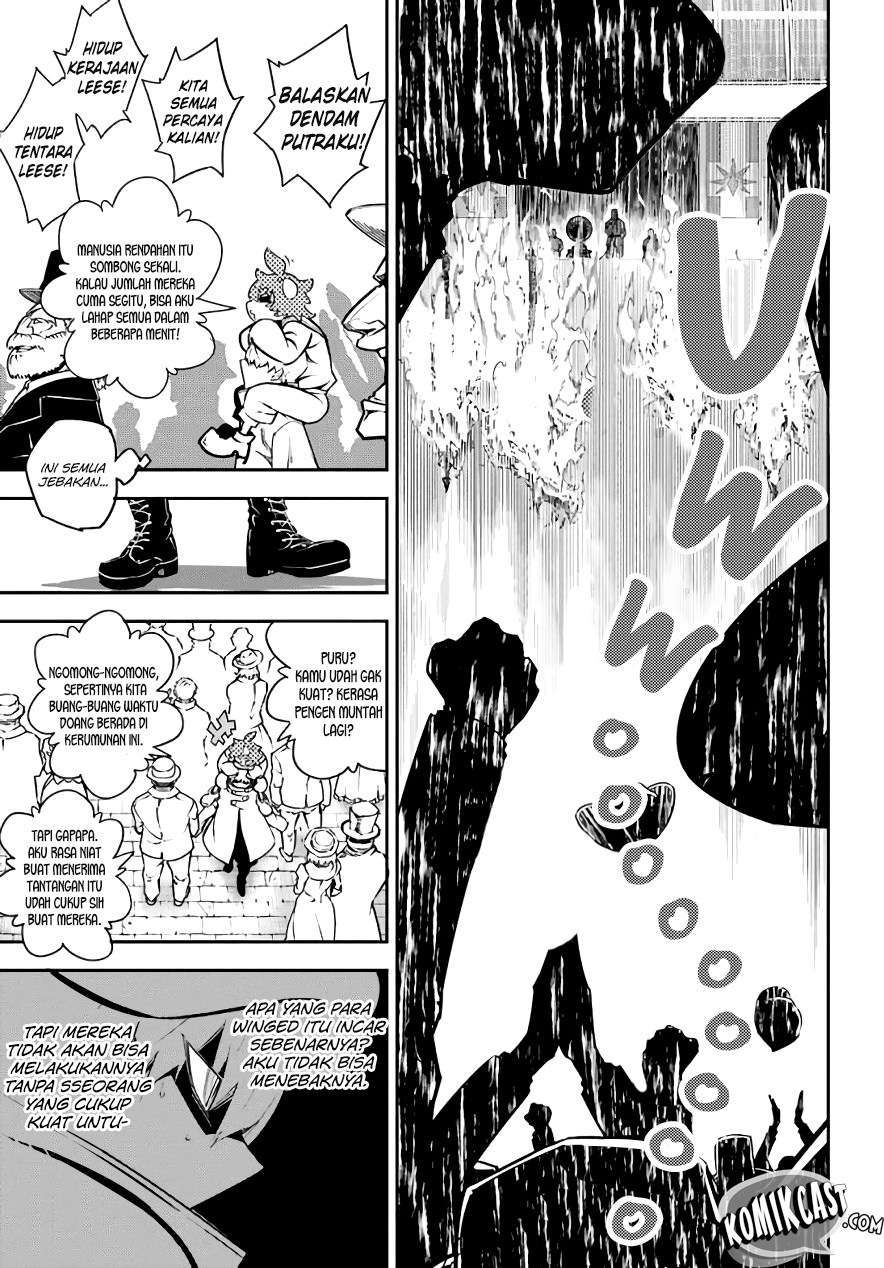 UWWOOOOOOOOO
BALASKAN
DENDAM
PUTRAKU!
KITA
SEMUA
PERCAYA
KALIAN!
HIDUP
KERAJAAN
LEESE!
HIDUP
TENTARA
LEESE!
MANUSIA RENDAHAN ITU
SOMBONG SEKALI.
KALAU JUMLAH MEREKA
CUMA SEGITU, BISA AKU
LAHAP SEMUA DALAM
BEBERAPA MENIT!
INI SEMUA
JEBAKAN...
PURU?
KAMU UDAH GAK
KUAT? KERASA
PENGEN MUNTAH
LAGI?
NGOMONG-NGOMONG,
SEPERTINYA KITA
BUANG-BUANG WAKTU
DOANG BERADA DI
KERUMUNAN INI.
TAPI GAPAPA.
AKU RASA NIAT
BUAT MENERIMA
TANTANGAN ITU
UDAH CUKUP SIH
BUAT MEREKA.
APA YANG PARA
WINGED ITU INCAR
SEBENARNYA?
AKU TIDAK BISA
MENEBAKNYA.
TAPI MEREKA
TIDAK AKAN BISA
MELAKUKANNYA
TANPA SSEORANG
YANG CUKUP
KUAT UNTU-
KOMIKCAST
.COM